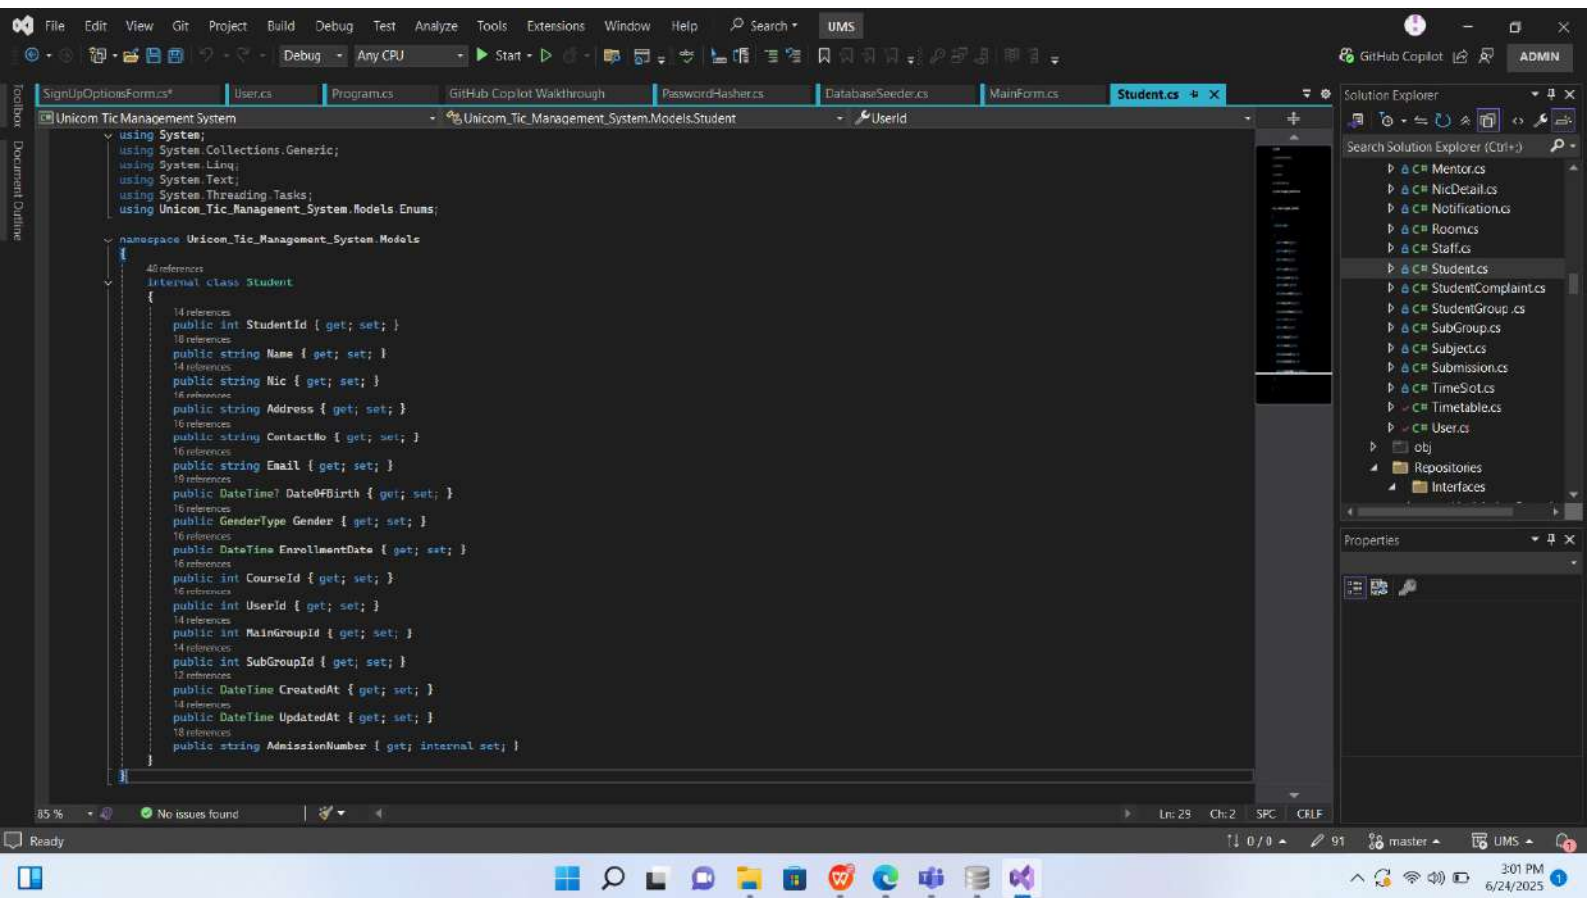 File Edit View Git Project Build Debug Test Analyze Tools Extensions Window Help Search UMS
Debug Any CPU Start GitHub Copilot ADMIN
Toolbox
Document Outline
SignUpOptionsForm.cs* User.cs Program.cs GitHub Copilot Walkthrough PasswordHasher.cs DatabaseSeeder.cs MainForm.cs Student.cs
Unicom Tic Management System Unicom_Tic_Management_System.Models.Student UserId
using System;
using System.Collections.Generic;
using System.Linq;
using System.Text;
using System.Threading.Tasks;
using Unicom_Tic_Management_System.Models.Enums;
namespace Unicom_Tic_Management_System.Models
{
48 references
internal class Student
{
14 references
public int StudentId { get; set; }
18 references
public string Name { get; set; }
14 references
public string Nic { get; set; }
16 references
public string Address { get; set; }
16 references
public string ContactNo { get; set; }
16 references
public string Email { get; set; }
19 references
public DateTime? DateOfBirth { get; set; }
16 references
public GenderType Gender { get; set; }
16 references
public DateTime EnrollmentDate { get; set; }
16 references
public int CourseId { get; set; }
16 references
public int UserId { get; set; }
14 references
public int MainGroupId { get; set; }
14 references
public int SubGroupId { get; set; }
12 references
public DateTime CreatedAt { get; set; }
14 references
public DateTime UpdatedAt { get; set; }
18 references
public string AdmissionNumber { get; internal set; }
}
}
85 % No issues found Ln: 29 Ch: 2 SPC CRLF
Solution Explorer
Search Solution Explorer (Ctrl+;)
C# Mentor.cs
C# NicDetail.cs
C# Notification.cs
C# Room.cs
C# Staff.cs
C# Student.cs
C# StudentComplaint.cs
C# StudentGroup .cs
C# SubGroup.cs
C# Subject.cs
C# Submission.cs
C# TimeSlot.cs
C# Timetable.cs
C# User.cs
obj
Repositories
Interfaces
Properties
Ready 0 / 0 91 master UMS
3:01 PM
6/24/2025
1